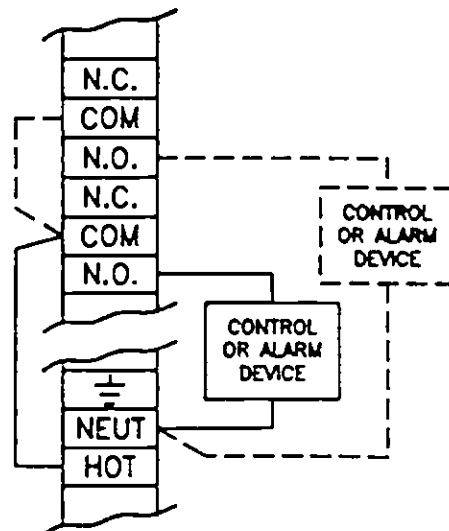 N.C.
COM
N.O.
N.C.
COM
N.O.
CONTROL
OR ALARM
DEVICE
CONTROL
OR ALARM
DEVICE
NEUT
HOT